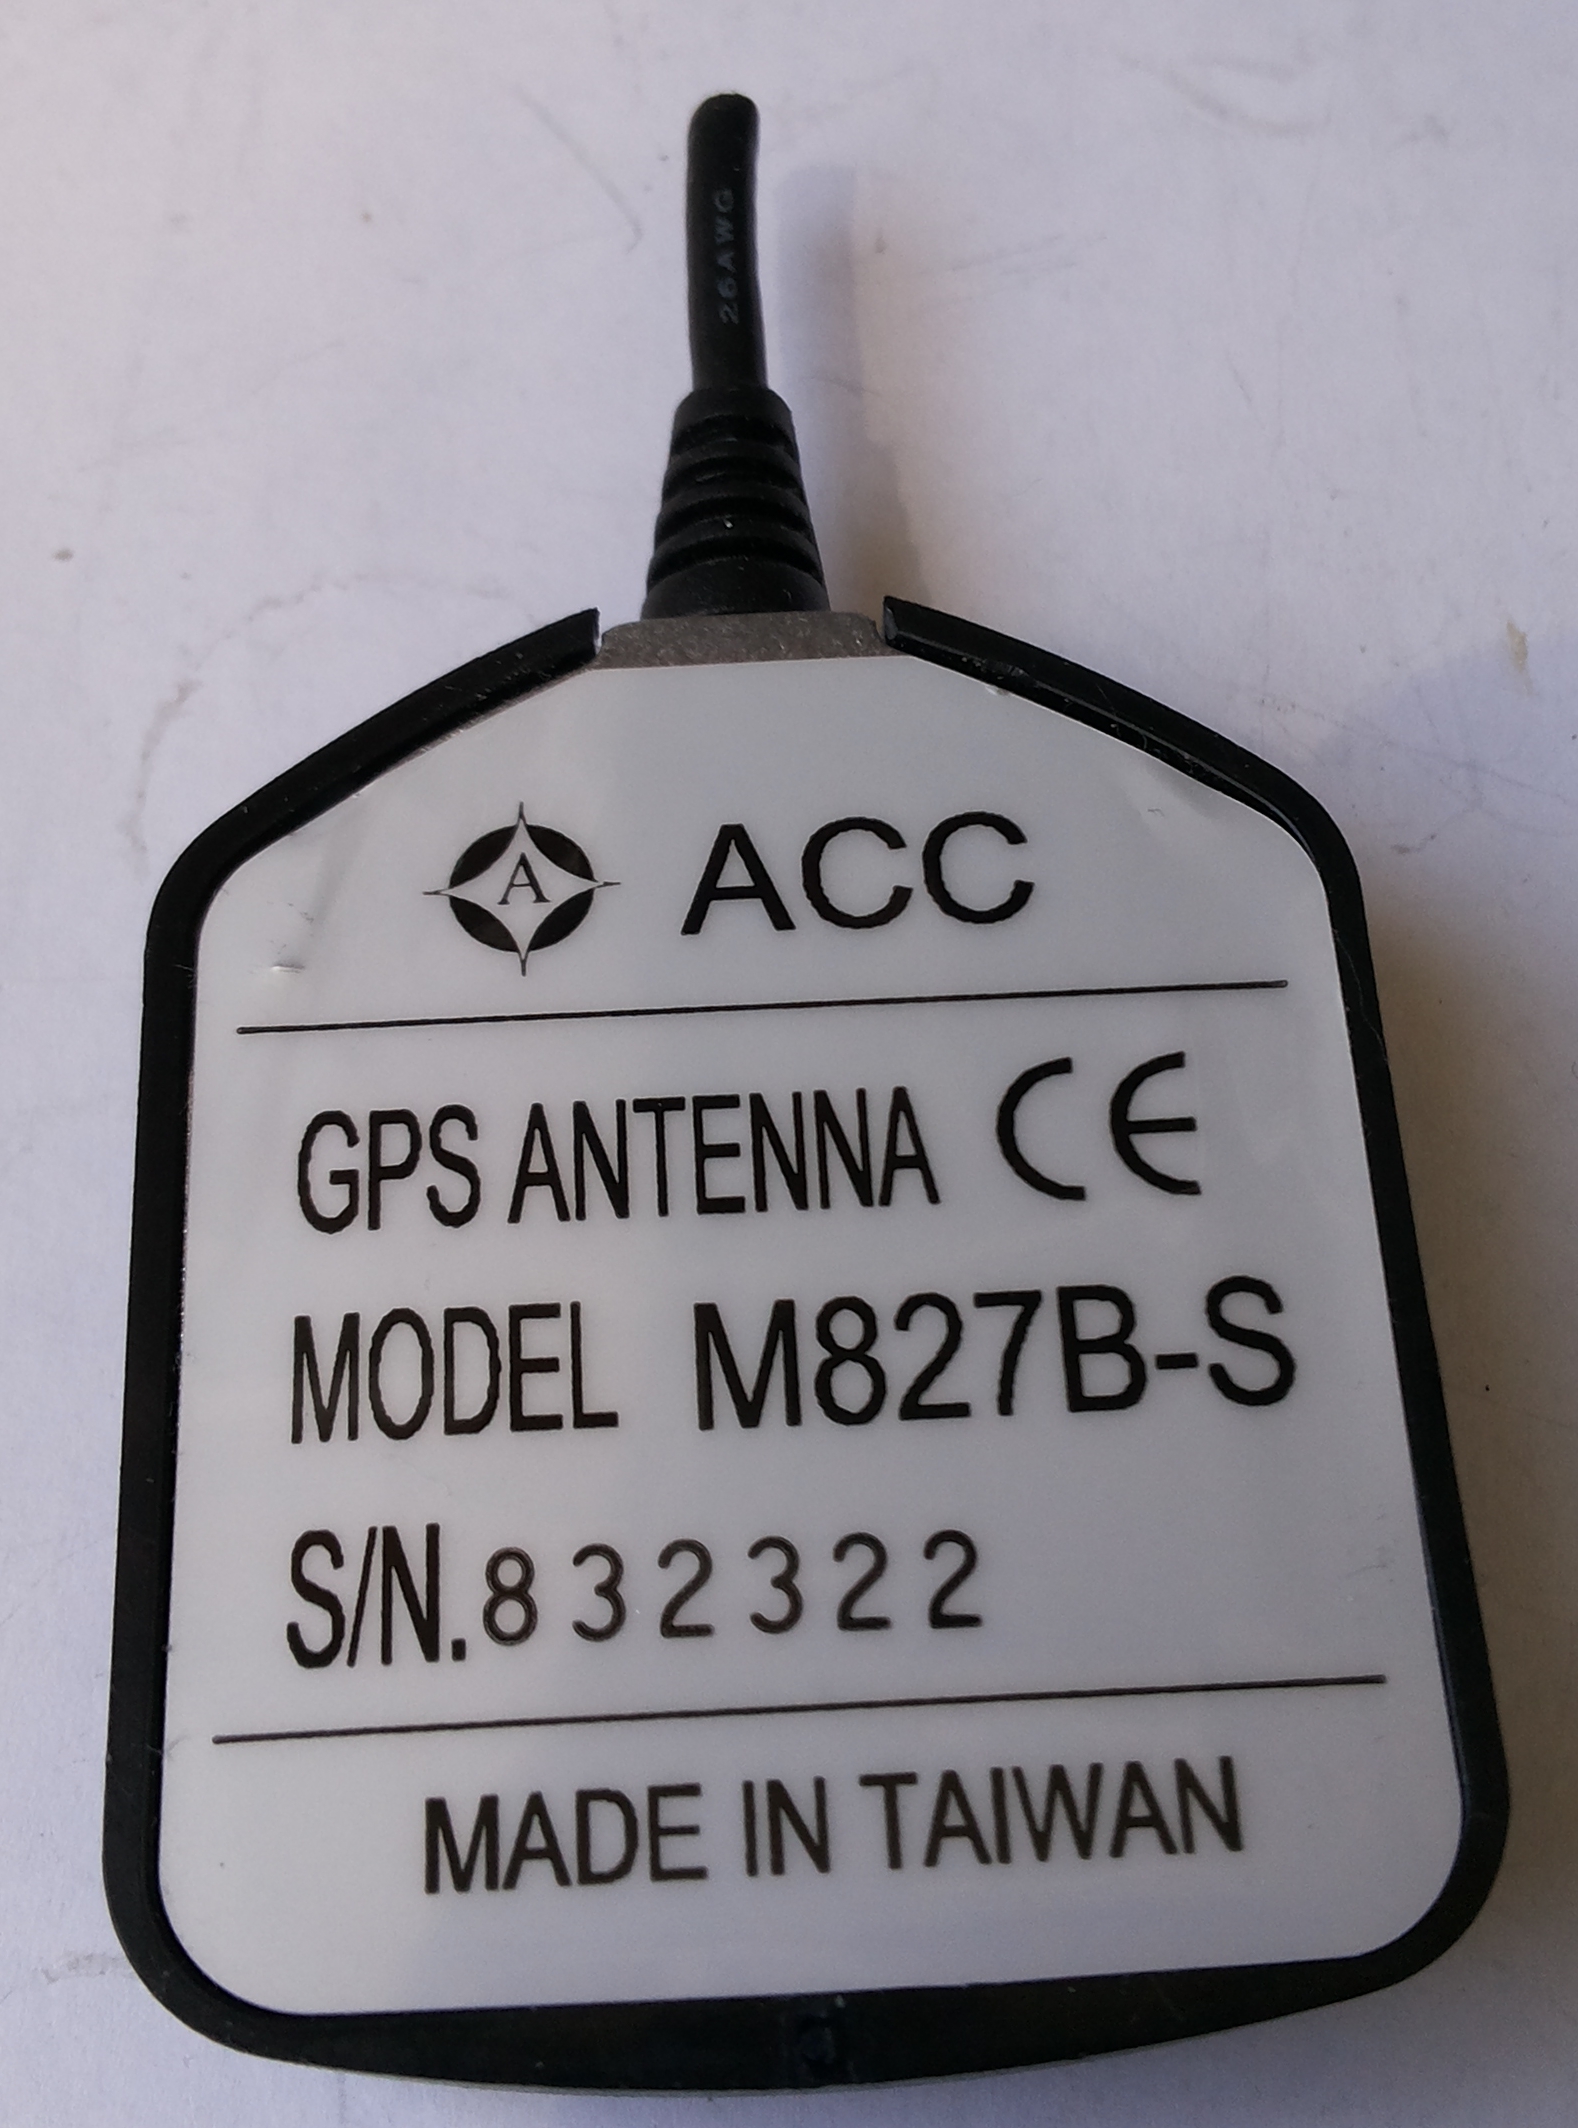 26AWG
A ACC
GPS ANTENNA CE
MODEL M827B-S
S/N.832322
MADE IN TAIWAN